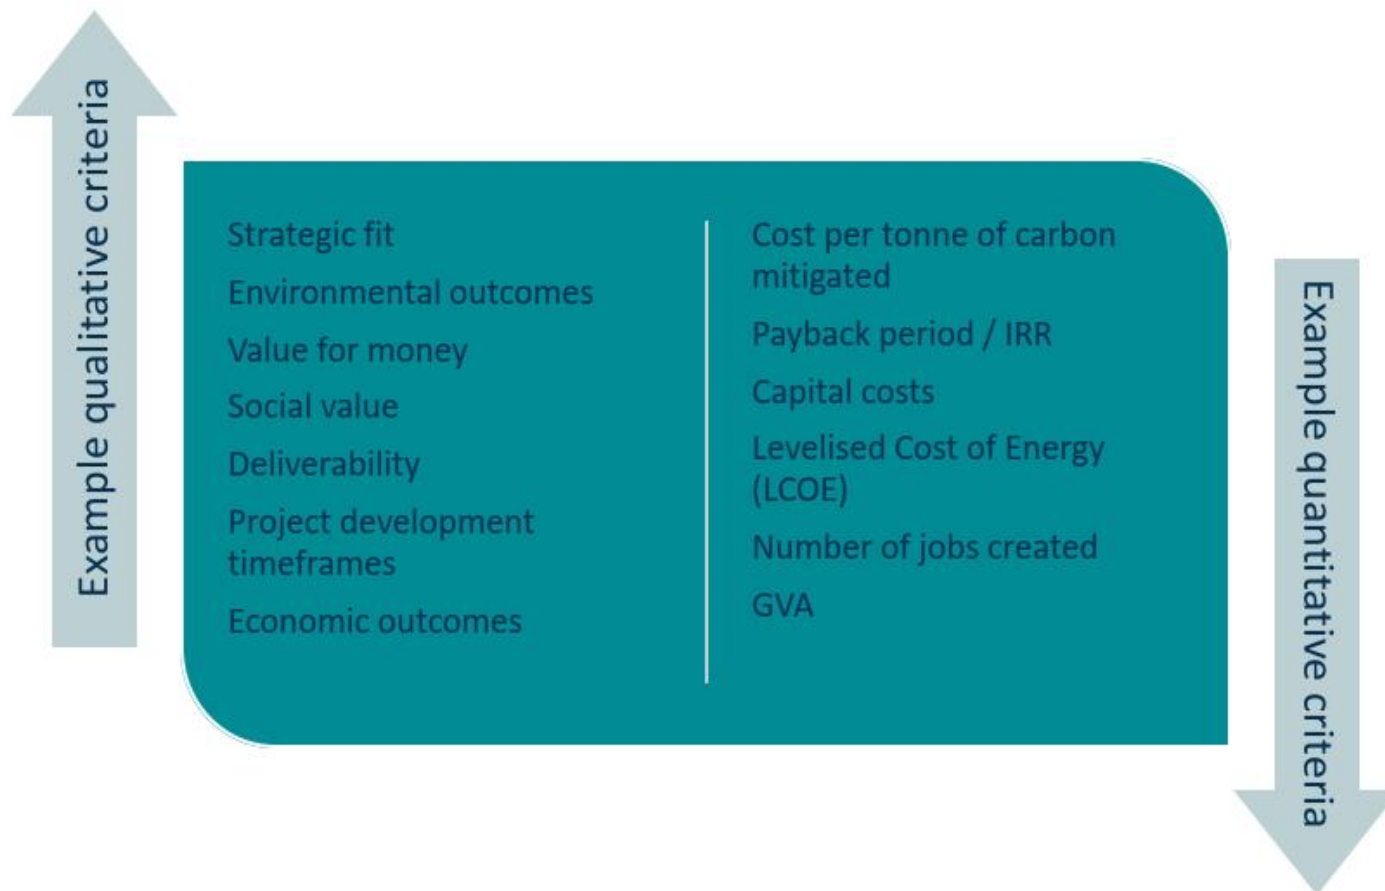 Example qualitative criteria
Strategic fit
Environmental outcomes
Value for money
Social value
Deliverability
Project development
timeframes
Economic outcomes
Cost per tonne of carbon
mitigated
Payback period / IRR
Capital costs
Levelised Cost of Energy
(LCOE)
Number of jobs created
GVA
Example quantitative criteria